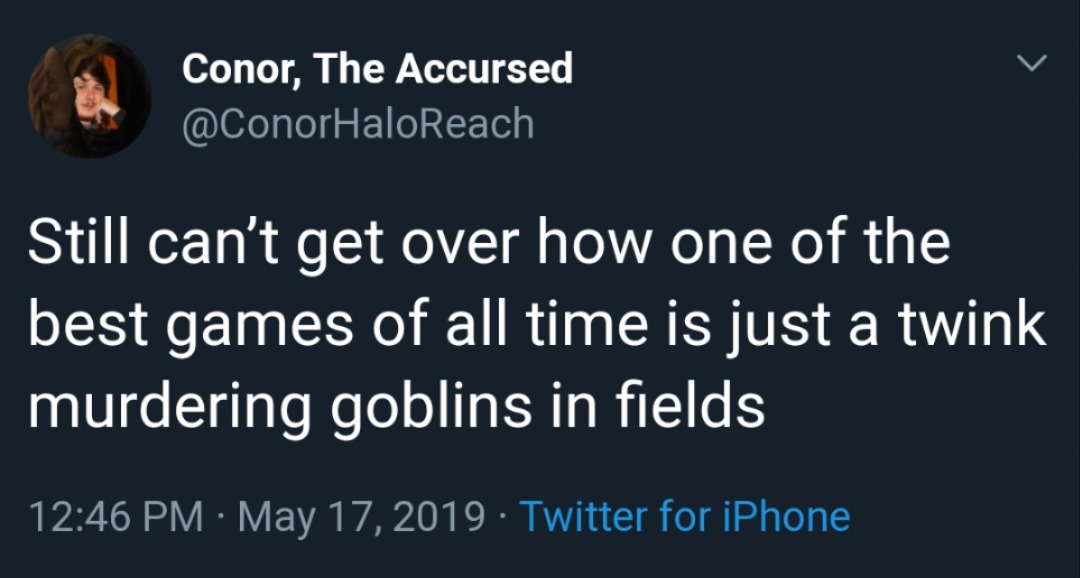 Conor, The Accursed
@ConorHaloReach
Still can’t get over how one of the
best games of all time is just a twink
murdering goblins in fields
12:46 PM · May 17, 2019 · Twitter for iPhone